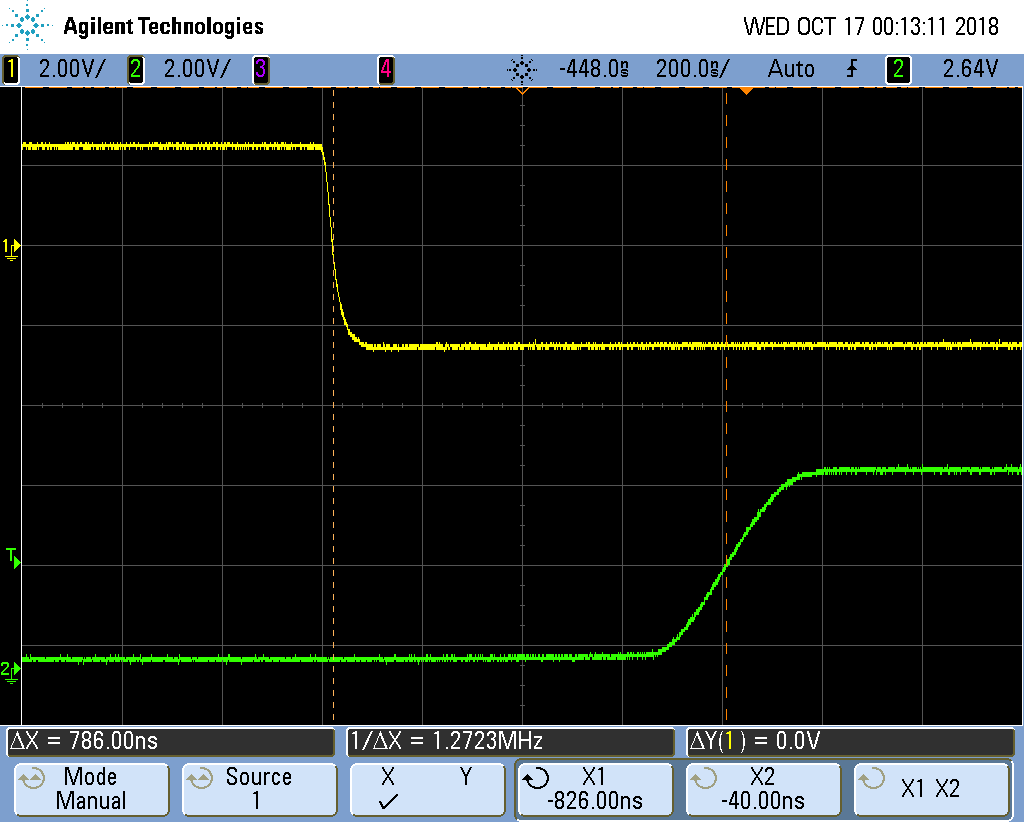 Agilent Technologies WED OCT 17 00:13:11 2018
1 2.00V/ 2 2.00V/ 3 4 -448.0ns 200.0ns/ Auto 2 2.64V
1
T
2
ΔX = 786.00ns 1/ΔX = 1.2723MHz ΔY(1) = 0.0V
Mode Source X Y X1 X2 X1 X2
Manual 1 ✓ -826.00ns -40.00ns